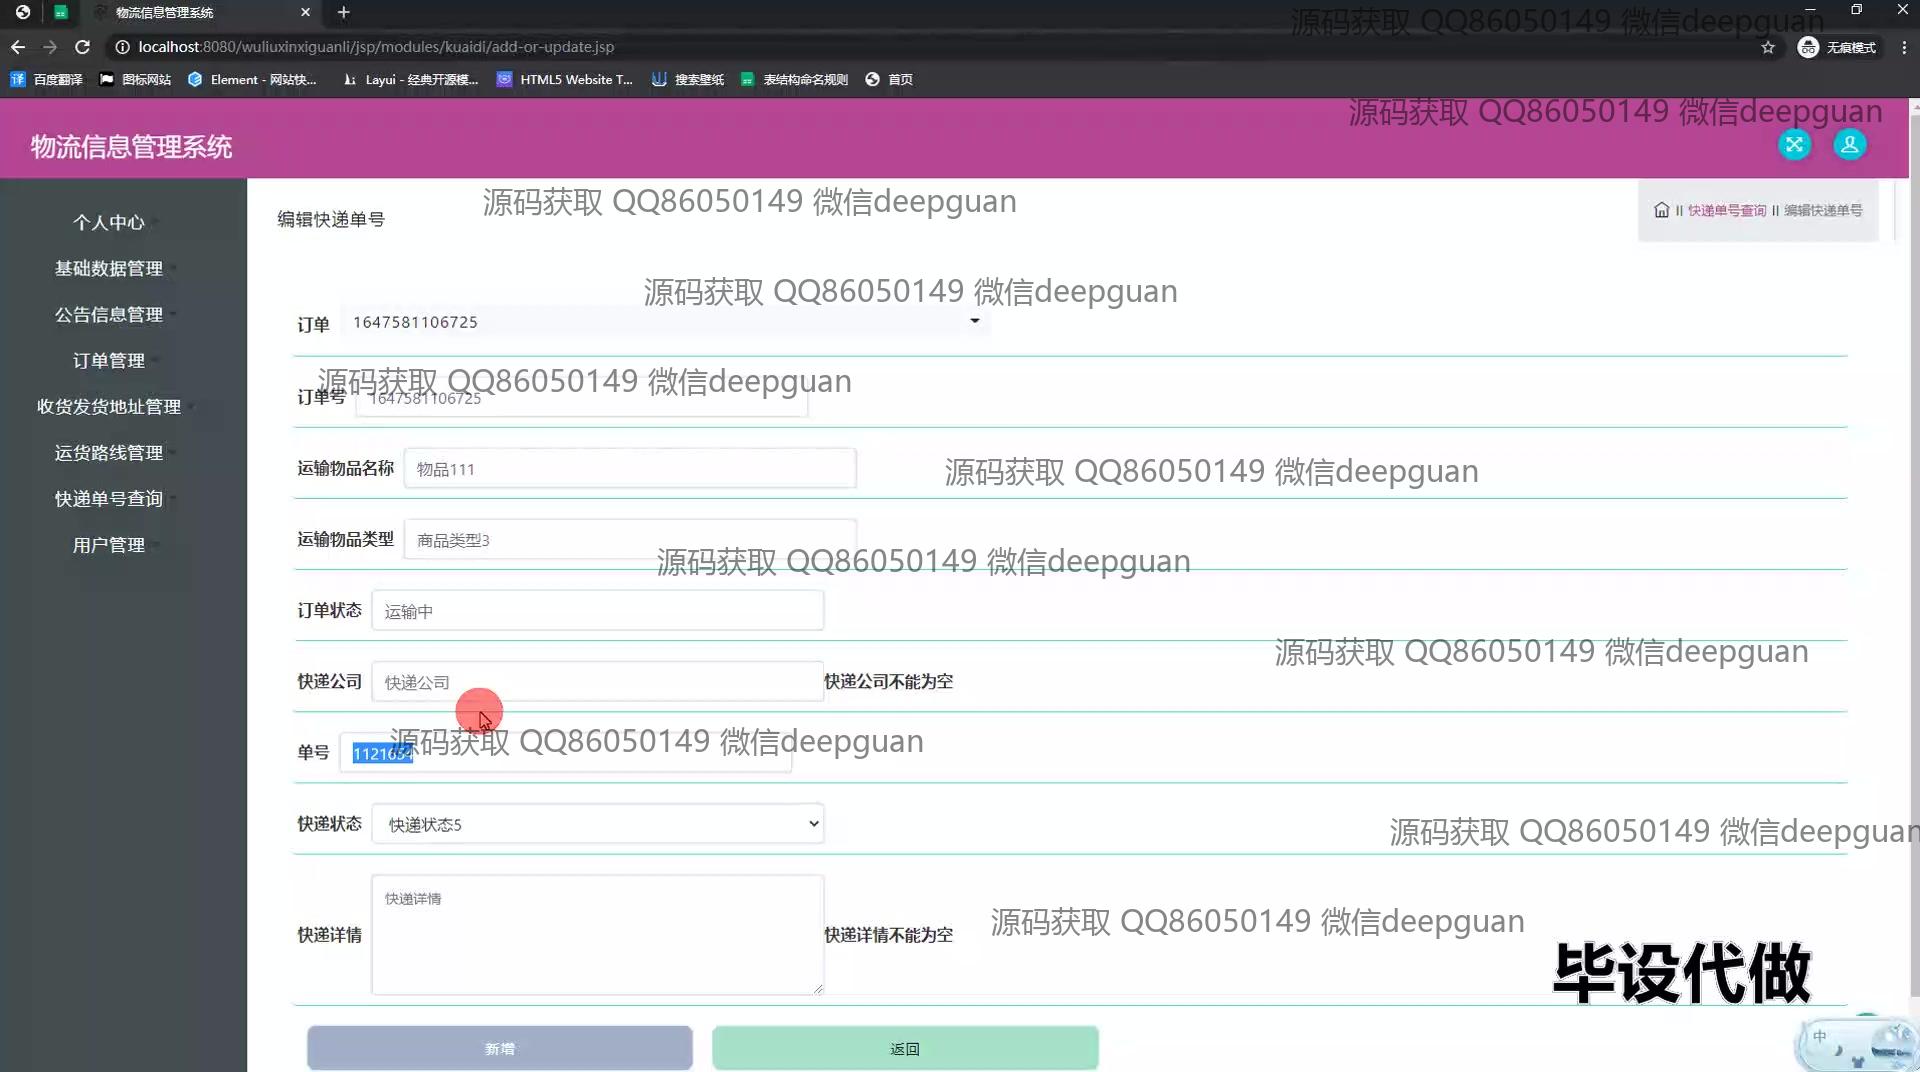 物流信息管理系统
源码获取 QQ86050149 微信deepguan
localhost:8080/wuliuxinxiguanli/jsp/modules/kuaidi/add-or-update.jsp
无痕模式
译 百度翻译
图标网站
Element - 网站快...
Layui - 经典开源模...
HTML5 Website T...
搜索壁纸
表结构命名规则
首页
源码获取 QQ86050149 微信deepguan
物流信息管理系统
个人中心
基础数据管理
公告信息管理
订单管理
收货发货地址管理
运货路线管理
快递单号查询
用户管理
编辑快递单号
源码获取 QQ86050149 微信deepguan
快递单号查询 编辑快递单号
源码获取 QQ86050149 微信deepguan
订单 1647581106725
源码获取 QQ86050149 微信deepguan
订单号 1647581106725
运输物品名称 物品111
源码获取 QQ86050149 微信deepguan
运输物品类型 商品类型3
源码获取 QQ86050149 微信deepguan
订单状态 运输中
源码获取 QQ86050149 微信deepguan
快递公司 快递公司 快递公司不能为空
源码获取 QQ86050149 微信deepguan
单号
快递状态 快递状态5
源码获取 QQ86050149 微信deepguan
快递详情 快递详情 快递详情不能为空
源码获取 QQ86050149 微信deepguan
毕设代做
新增
返回
中